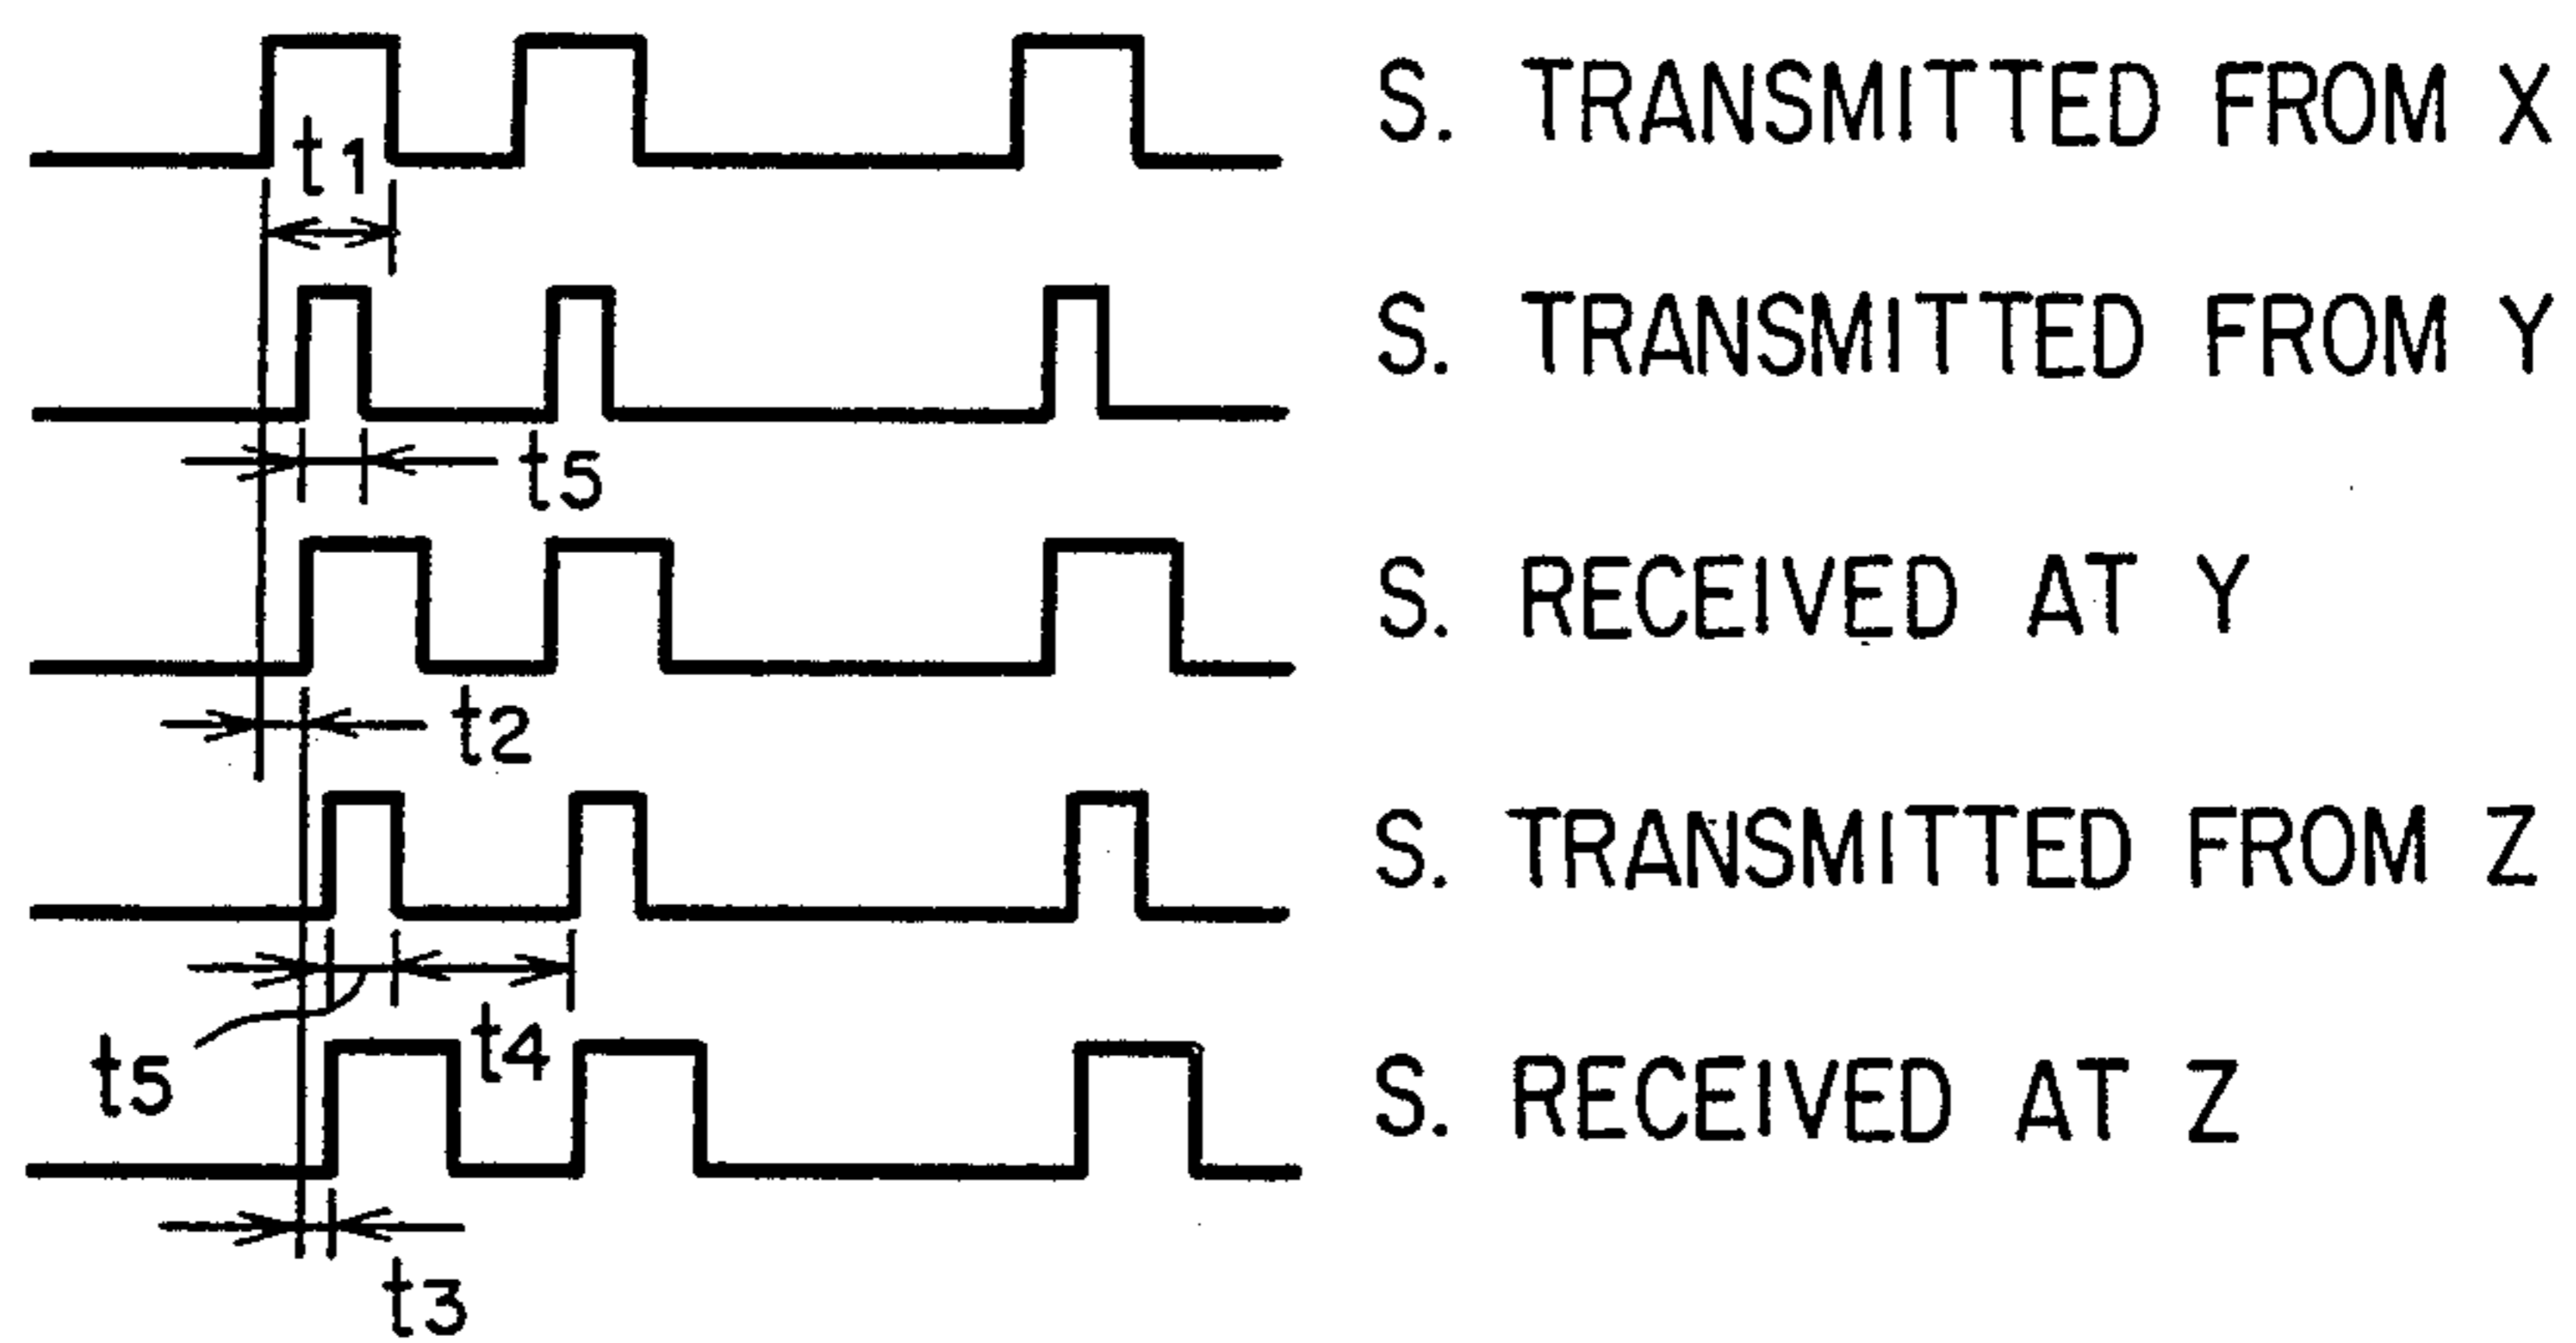 S. TRANSMITTED FROM X
t1
S. TRANSMITTED FROM Y
t5
S. RECEIVED AT Y
t2
S. TRANSMITTED FROM Z
t5
t4
S. RECEIVED AT Z
t3